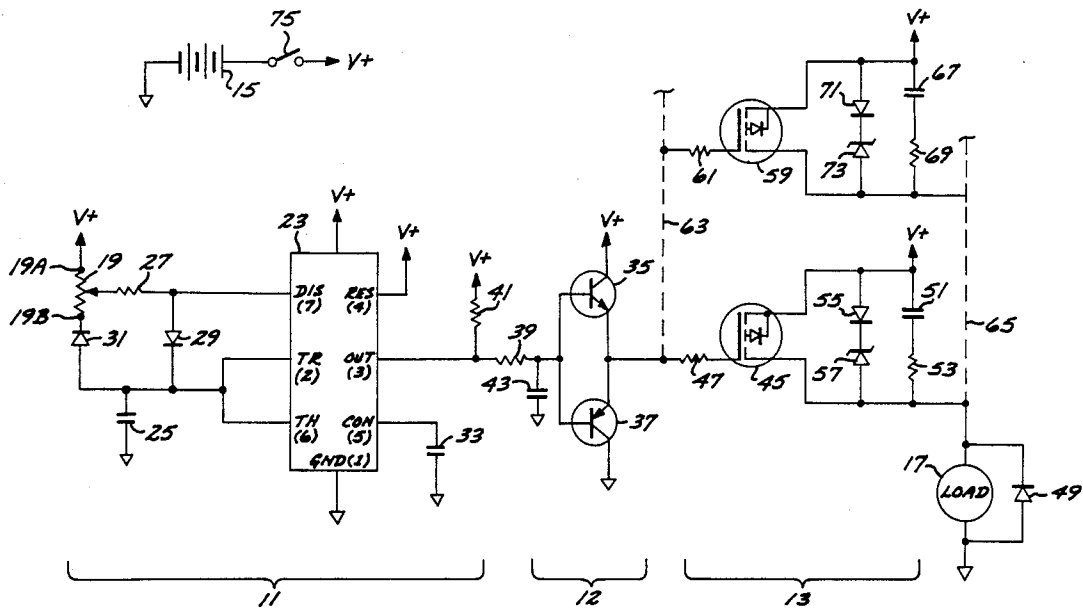 75
V+
15
V+
67
71
73
59
61
69
63
V+
19A
19
27
19B
31
29
25
V+
23
DIS
(7)
RES
(4)
TR
(2)
OUT
(3)
TH
(6)
CON
(5)
GND(1)
V+
33
V+
41
39
43
V+
35
37
47
45
V+
55
57
51
53
65
17
LOAD
49
11
12
13